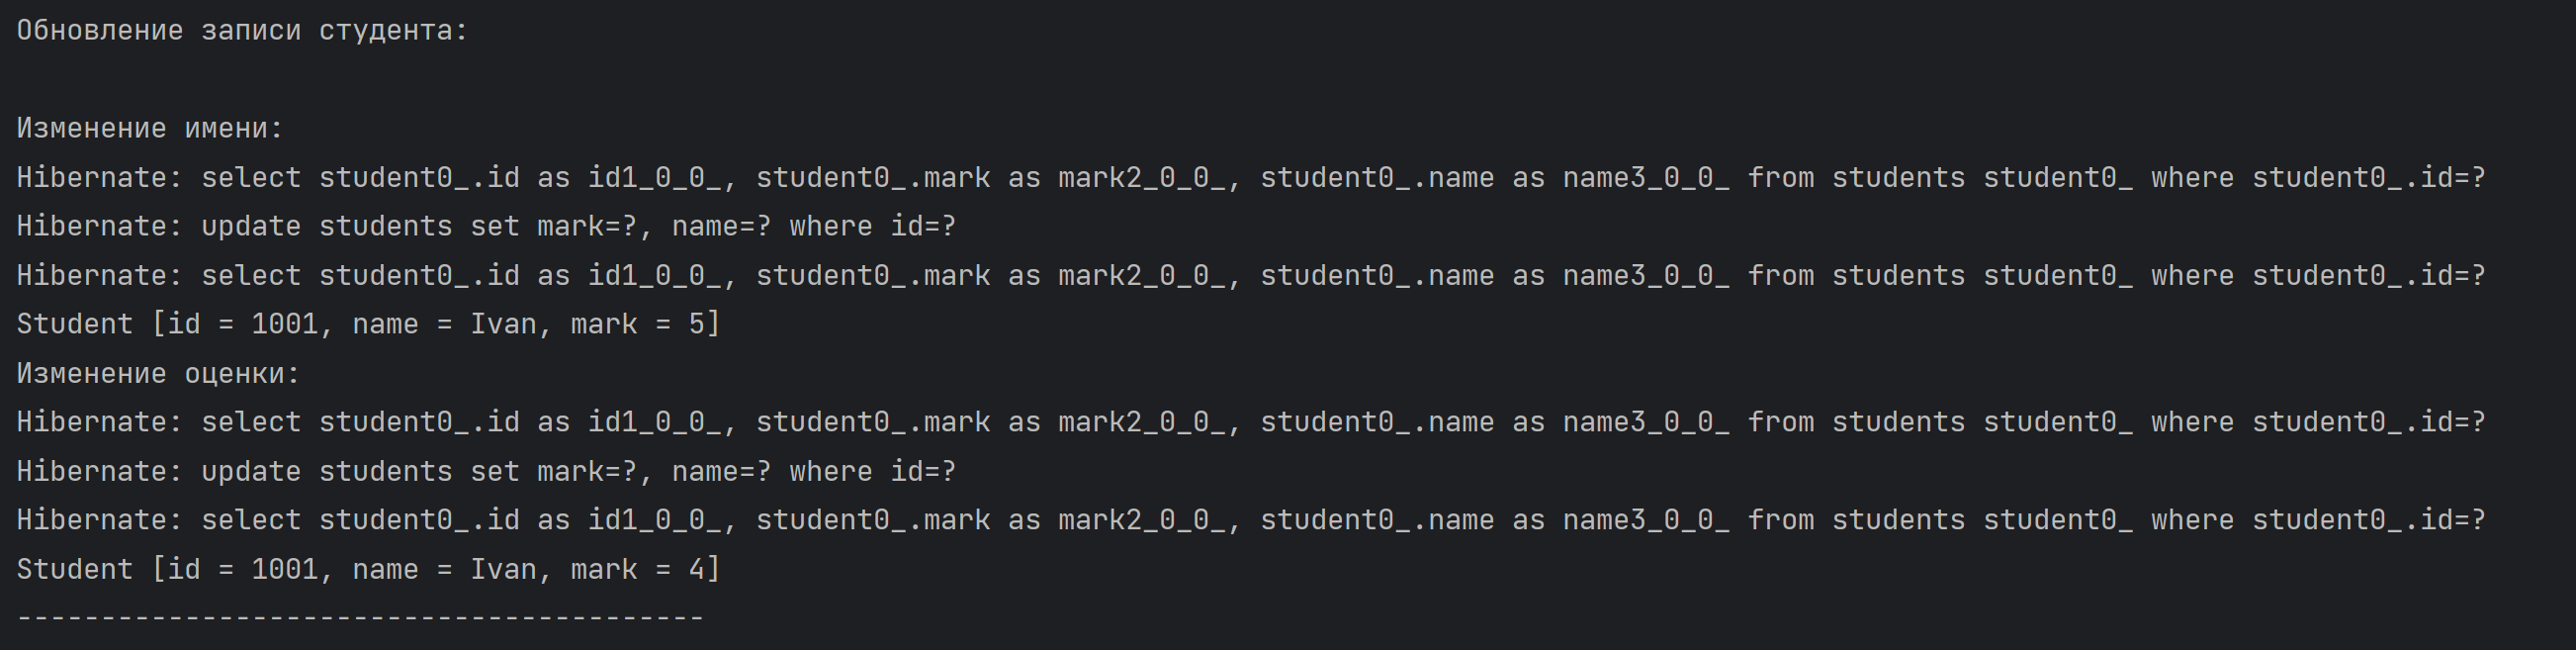 Обновление записи студента:
Изменение имени:
Hibernate: select student0_.id as id1_0_0_, student0_.mark as mark2_0_0_, student0_.name as name3_0_0_ from students student0_ where student0_.id=?
Hibernate: update students set mark=?, name=? where id=?
Hibernate: select student0_.id as id1_0_0_, student0_.mark as mark2_0_0_, student0_.name as name3_0_0_ from students student0_ where student0_.id=?
Student [id = 1001, name = Ivan, mark = 5]
Изменение оценки:
Hibernate: select student0_.id as id1_0_0_, student0_.mark as mark2_0_0_, student0_.name as name3_0_0_ from students student0_ where student0_.id=?
Hibernate: update students set mark=?, name=? where id=?
Hibernate: select student0_.id as id1_0_0_, student0_.mark as mark2_0_0_, student0_.name as name3_0_0_ from students student0_ where student0_.id=?
Student [id = 1001, name = Ivan, mark = 4]
-----------------------------------------